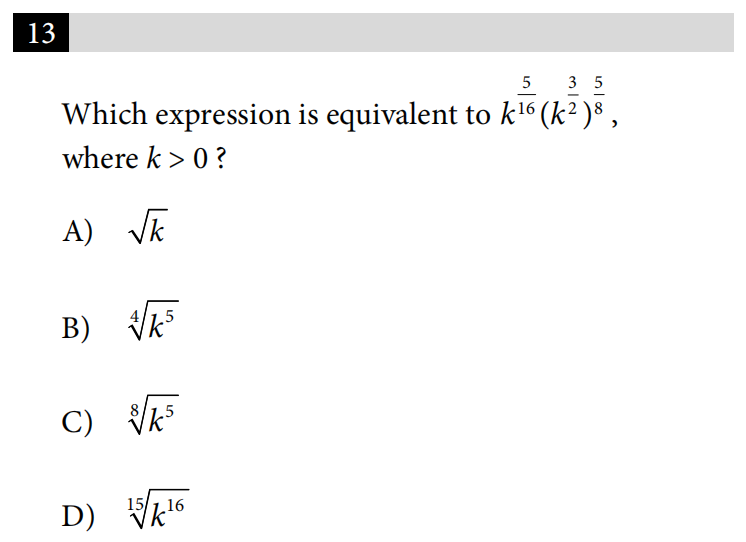 13
Which expression is equivalent to $k^{\frac{5}{16}}(k^{\frac{3}{2}})^{\frac{5}{8}}$,
where $k > 0$ ?
A) $\sqrt{k}$
B) $\sqrt[4]{k^5}$
C) $\sqrt[8]{k^5}$
D) $\sqrt[15]{k^{16}}$